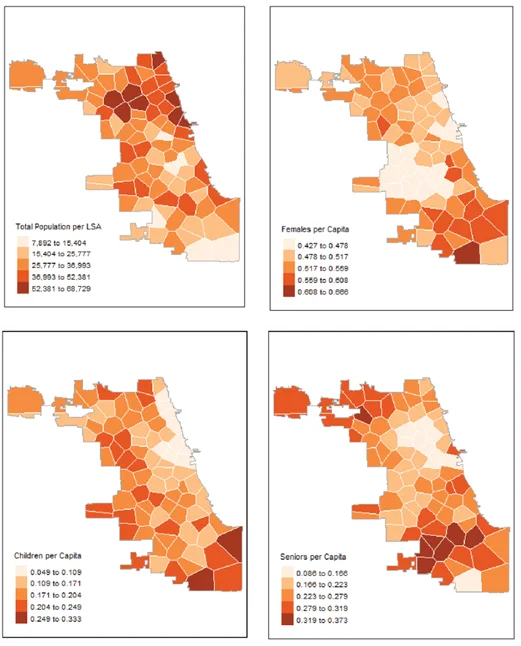 Total Population per LSA
7,892 to 15,404
15,404 to 25,777
25,777 to 36,993
36,993 to 52,381
52,381 to 68,729
Females per Capita
0.427 to 0.478
0.478 to 0.517
0.517 to 0.559
0.559 to 0.608
0.608 to 0.666
Children per Capita
0.049 to 0.109
0.109 to 0.171
0.171 to 0.204
0.204 to 0.249
0.249 to 0.333
Seniors per Capita
0.086 to 0.166
0.166 to 0.223
0.223 to 0.279
0.279 to 0.319
0.319 to 0.373